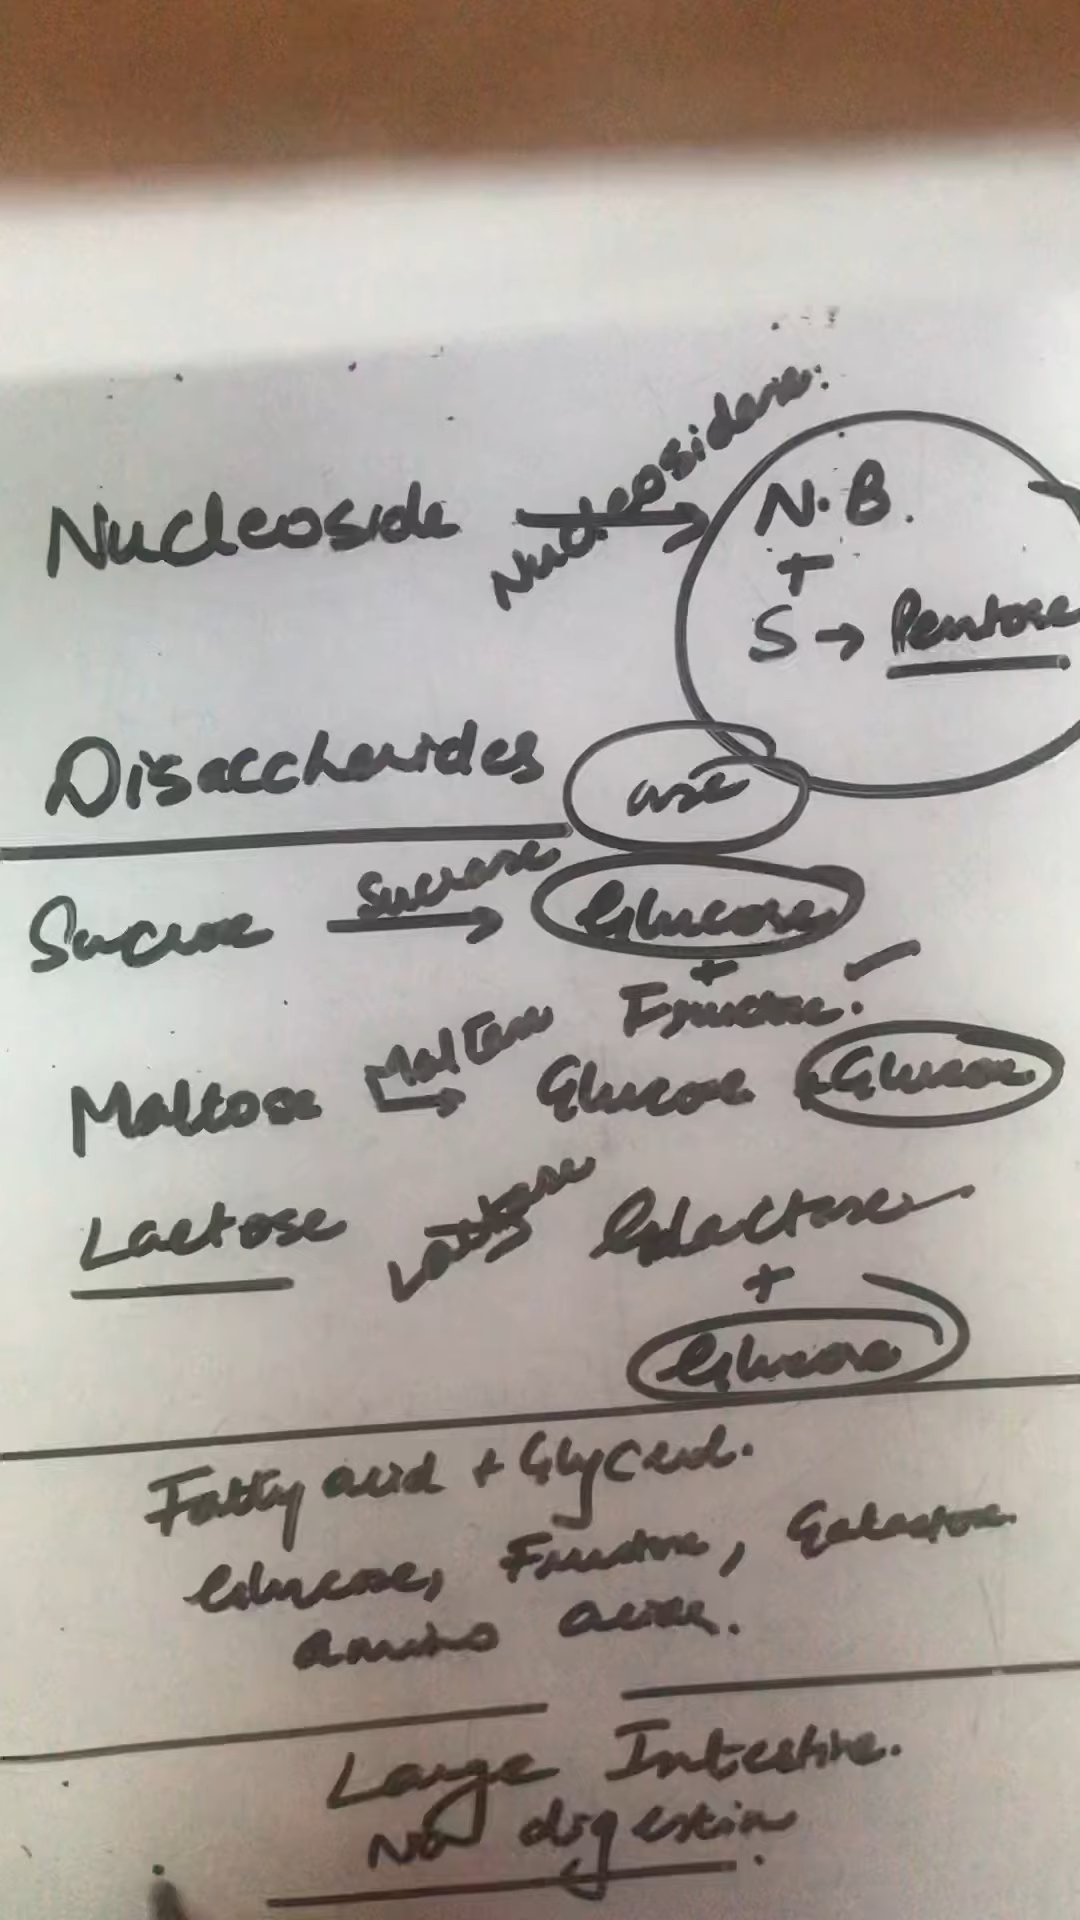 Nucleoside Nucleosidase. N.B.
+
S → Pentose
Disaccharides ase
Sucrose Sucrase → Glucose
+
Fructose.
Maltose Maltase → Glucose + Glucose
Lactose Lactase → Galactose
+
Glucose
Fatty acid + Glycerol.
Glucose, Fructose, Galactose
amino acids.
Large Intestine.
No digestion.